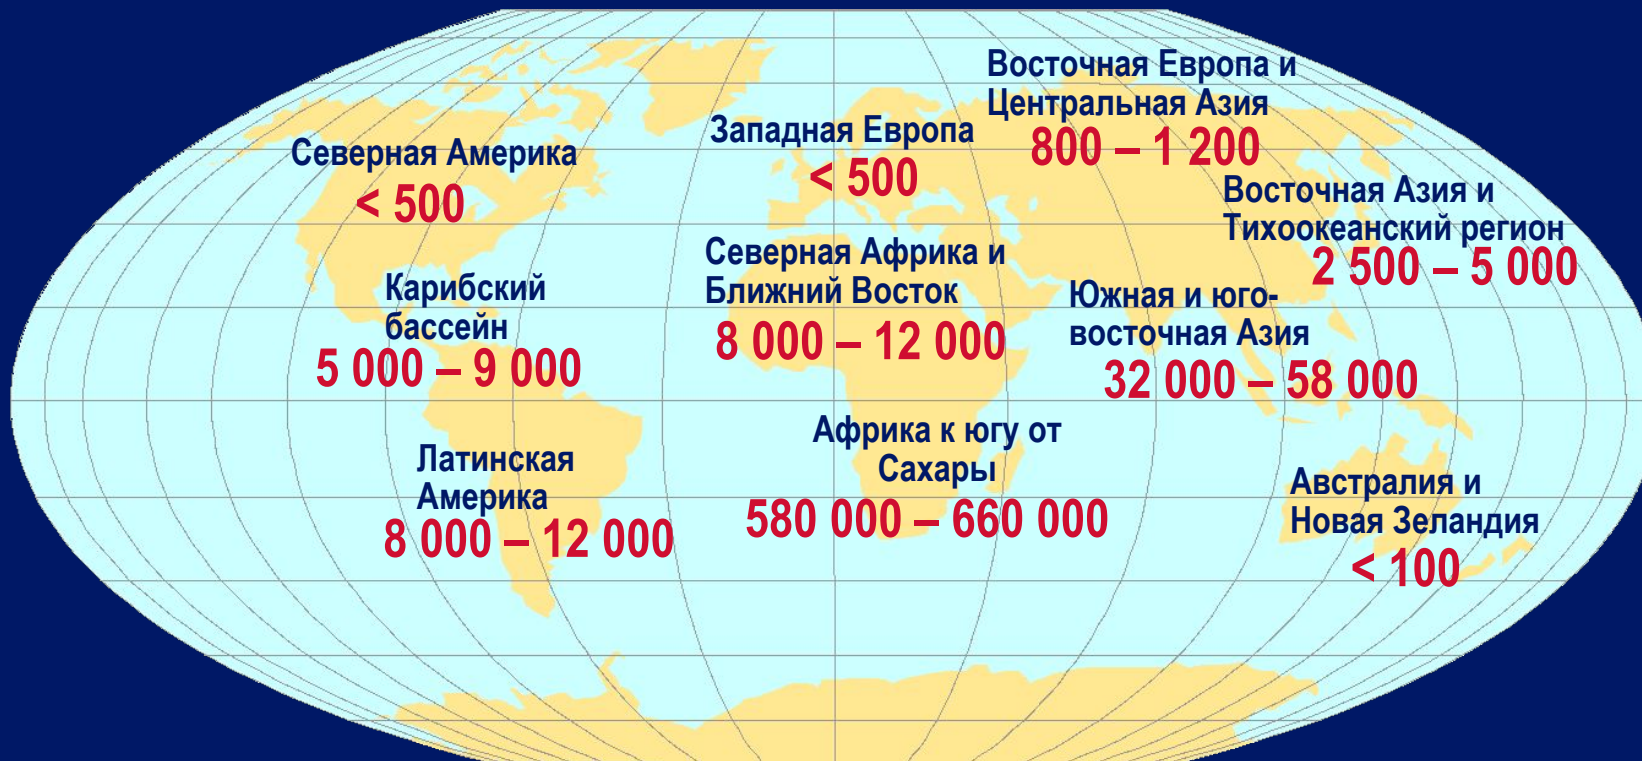 Восточная Европа и
Центральная Азия
800 – 1 200
Западная Европа
< 500
Северная Америка
< 500
Восточная Азия и
Тихоокеанский регион
2 500 – 5 000
Северная Африка и
Ближний Восток
8 000 – 12 000
Карибский
бассейн
5 000 – 9 000
Южная и юго-
восточная Азия
32 000 – 58 000
Африка к югу от
Сахары
580 000 – 660 000
Латинская
Америка
8 000 – 12 000
Австралия и
Новая Зеландия
< 100